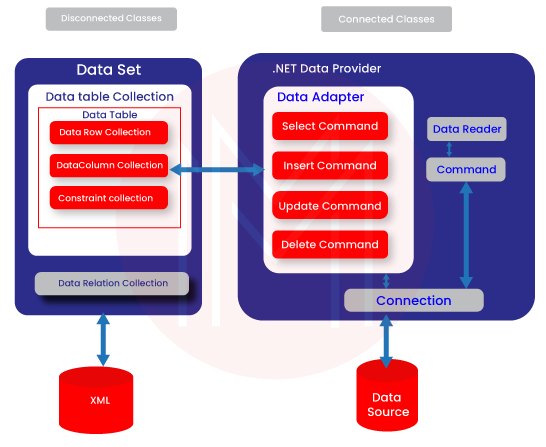 Disconnected Classes
Connected Classes
Data Set
Data table Collection
Data Table
Data Row Collection
DataColumn Collection
Constraint collection
Data Relation Collection
XML
.NET Data Provider
Data Adapter
Select Command
Insert Command
Update Command
Delete Command
Data Reader
Command
Connection
Data
Source